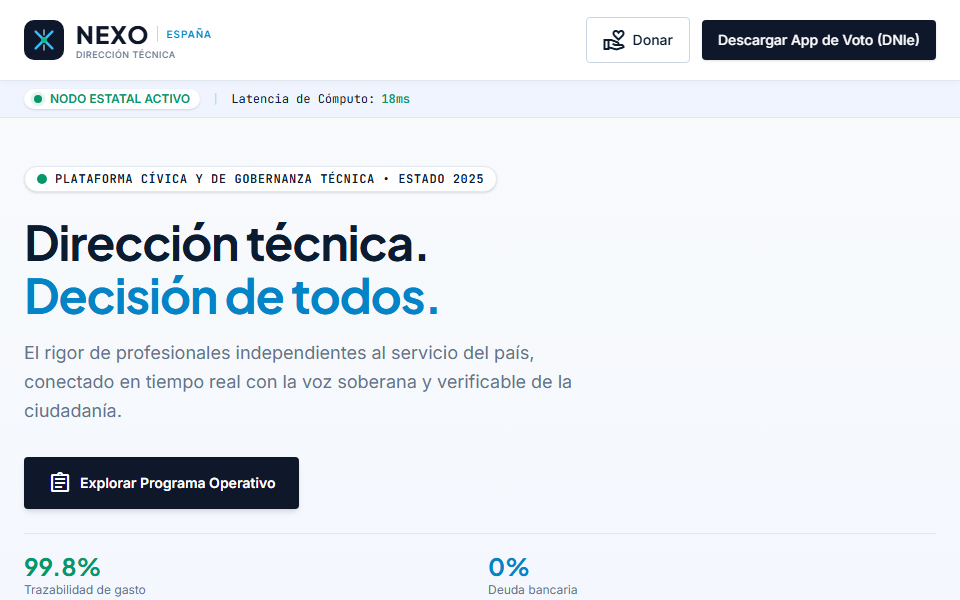 NEXO
ESPAÑA
DIRECCIÓN TÉCNICA
Donar
Descargar App de Voto (DNIe)
NODO ESTATAL ACTIVO
Latencia de Cómputo: 18ms
PLATAFORMA CÍVICA Y DE GOBERNANZA TÉCNICA • ESTADO 2025
Dirección técnica.
Decisión de todos.
El rigor de profesionales independientes al servicio del país,
conectado en tiempo real con la voz soberana y verificable de la
ciudadanía.
Explorar Programa Operativo
99.8%
Trazabilidad de gasto
0%
Deuda bancaria